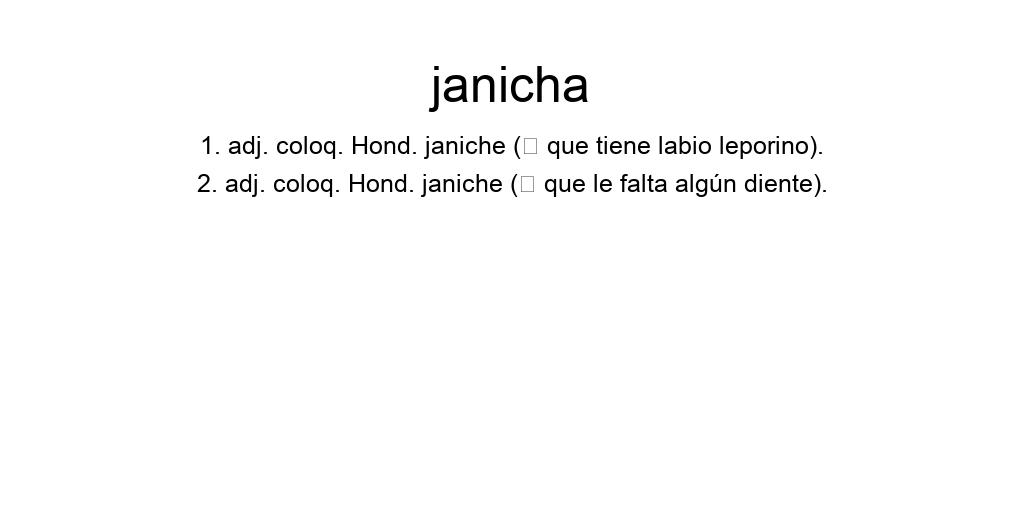 janicha
1. adj. coloq. Hond. janiche (□ que tiene labio leporino).
2. adj. coloq. Hond. janiche (□ que le falta algún diente).